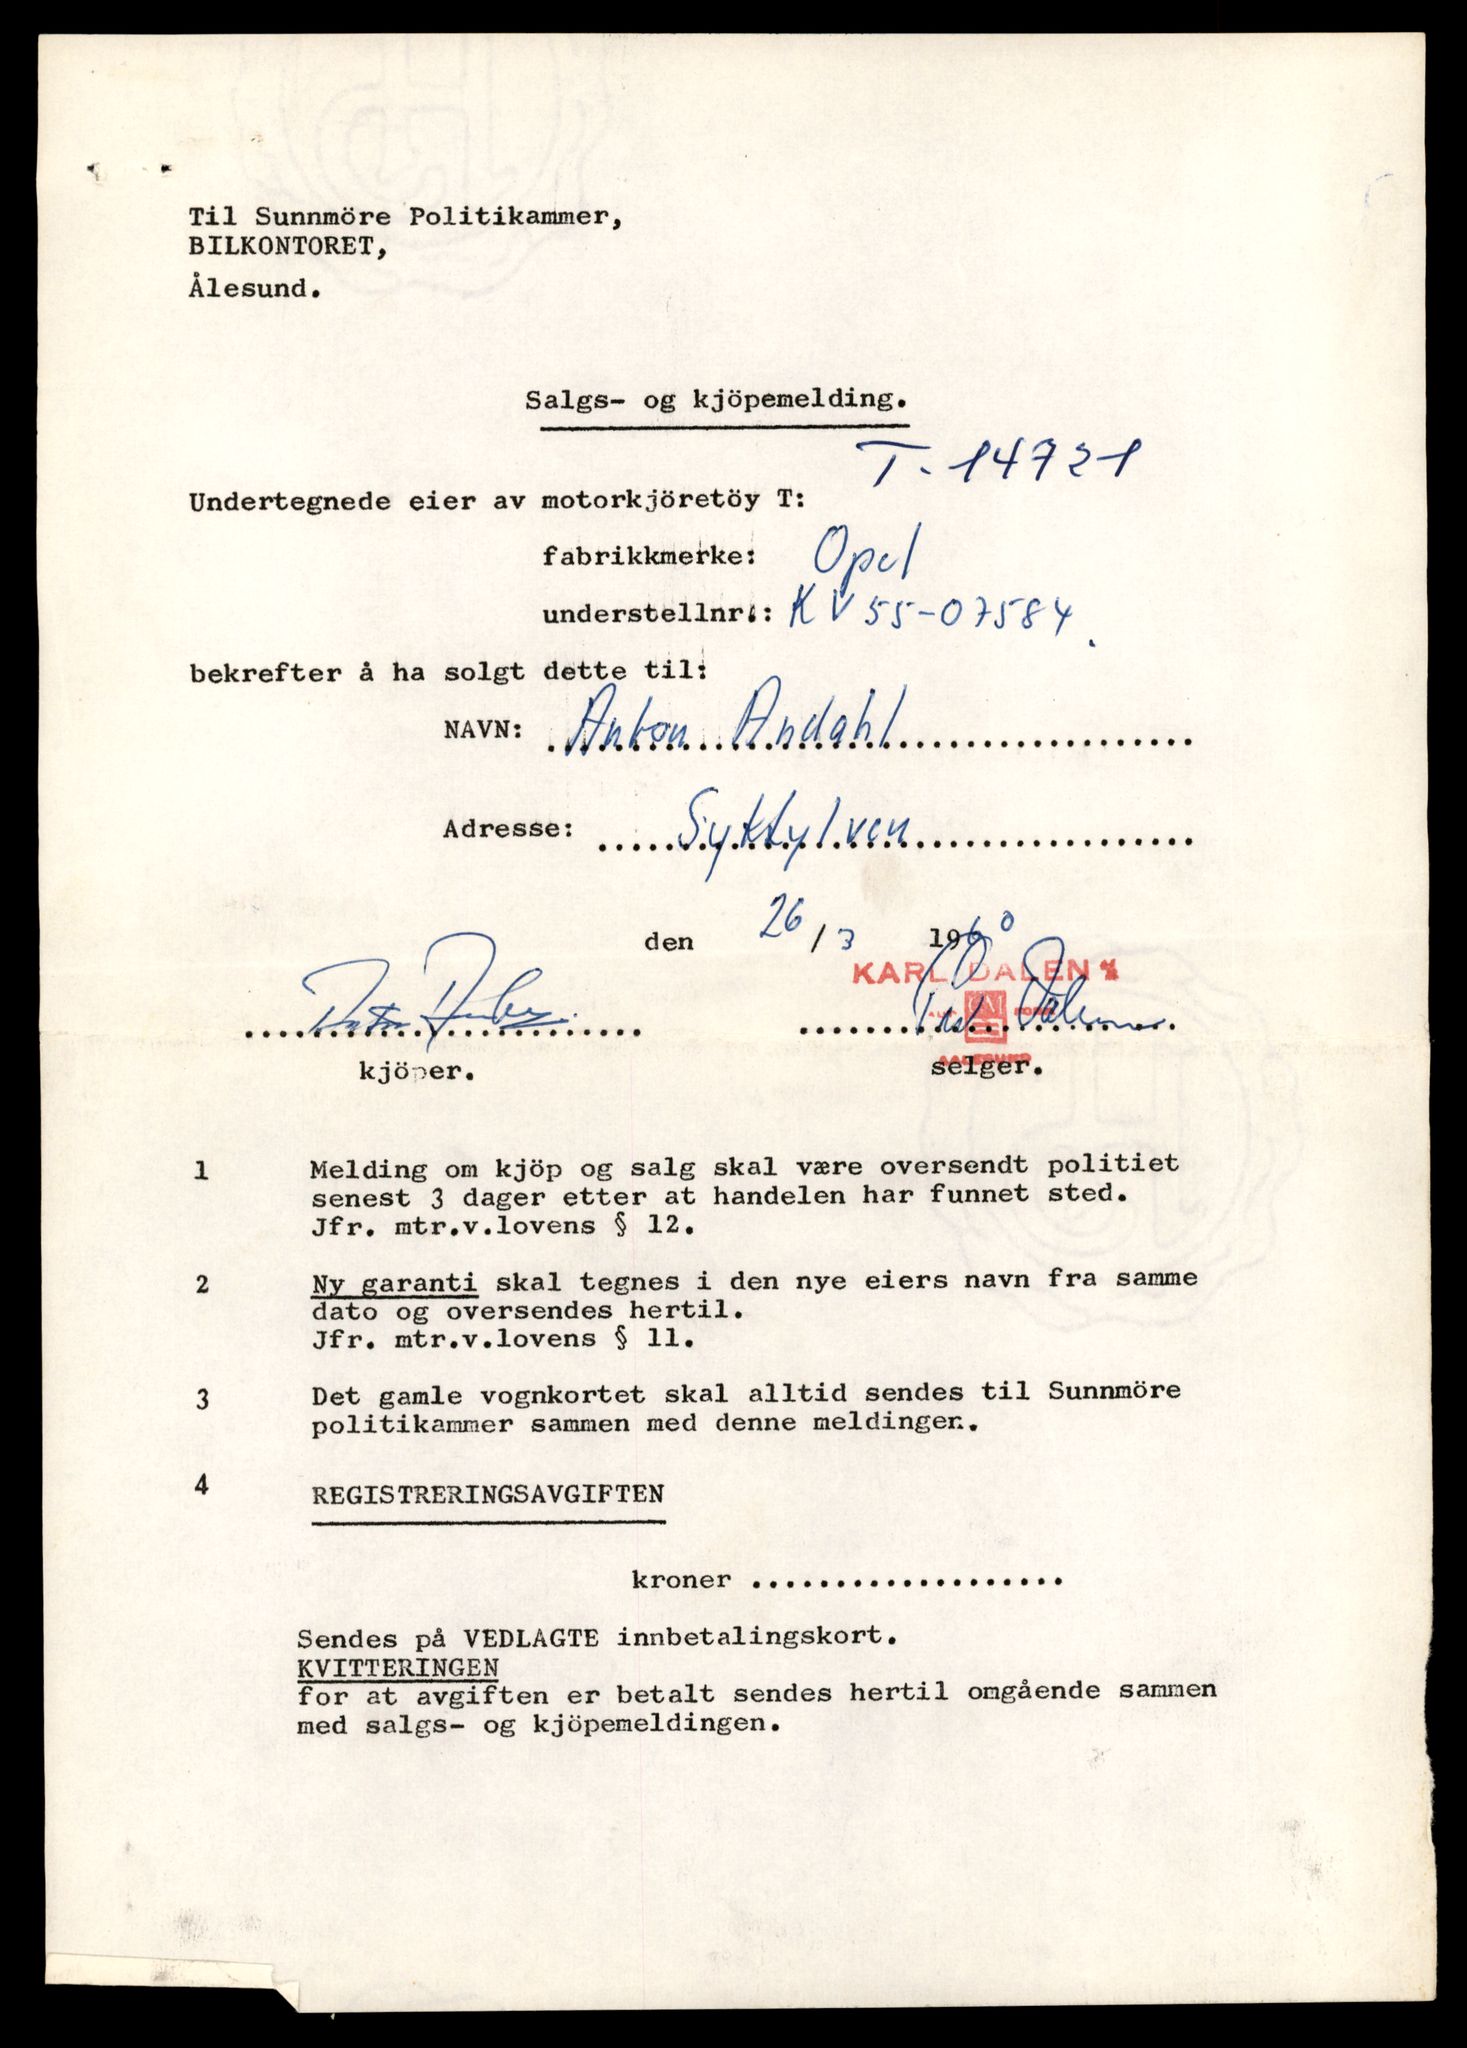 Til Sunnmöre Politikammer,
BILKONTORET,
Ålesund.
Salgs- og kjöpemelding.
T-14721
Undertegnede eier av motorkjöretöy T:
fabrikkmerke: Opel
understellnr.: KV55-07584
bekrefter å ha solgt dette til:
NAVN: Anton Andahl
Adresse: Sykkylven
den 26/3 1960
KARL DALEN
AALESUND
kjöper. selger.
1 Melding om kjöp og salg skal være oversendt politiet
senest 3 dager etter at handelen har funnet sted.
Jfr. mtr.v.lovens § 12.
2 Ny garanti skal tegnes i den nye eiers navn fra samme
dato og oversendes hertil.
Jfr. mtr.v.lovens § 11.
3 Det gamle vognkortet skal alltid sendes til Sunnmöre
politikammer sammen med denne meldingen.
4 REGISTRERINGSAVGIFTEN
kroner ...................
Sendes på VEDLAGTE innbetalingskort.
KVITTERINGEN
for at avgiften er betalt sendes hertil omgående sammen
med salgs- og kjöpemeldingen.